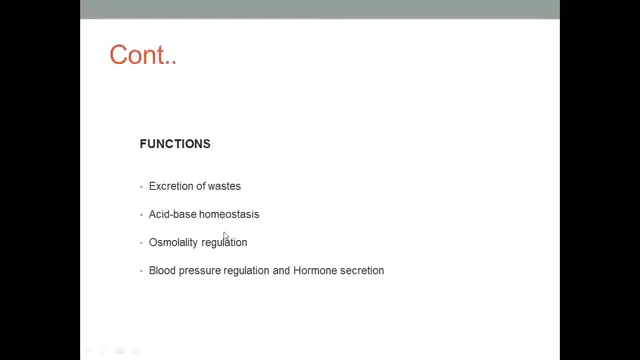 Cont..
FUNCTIONS
• Excretion of wastes
• Acid-base homeostasis
• Osmolality regulation
• Blood pressure regulation and Hormone secretion